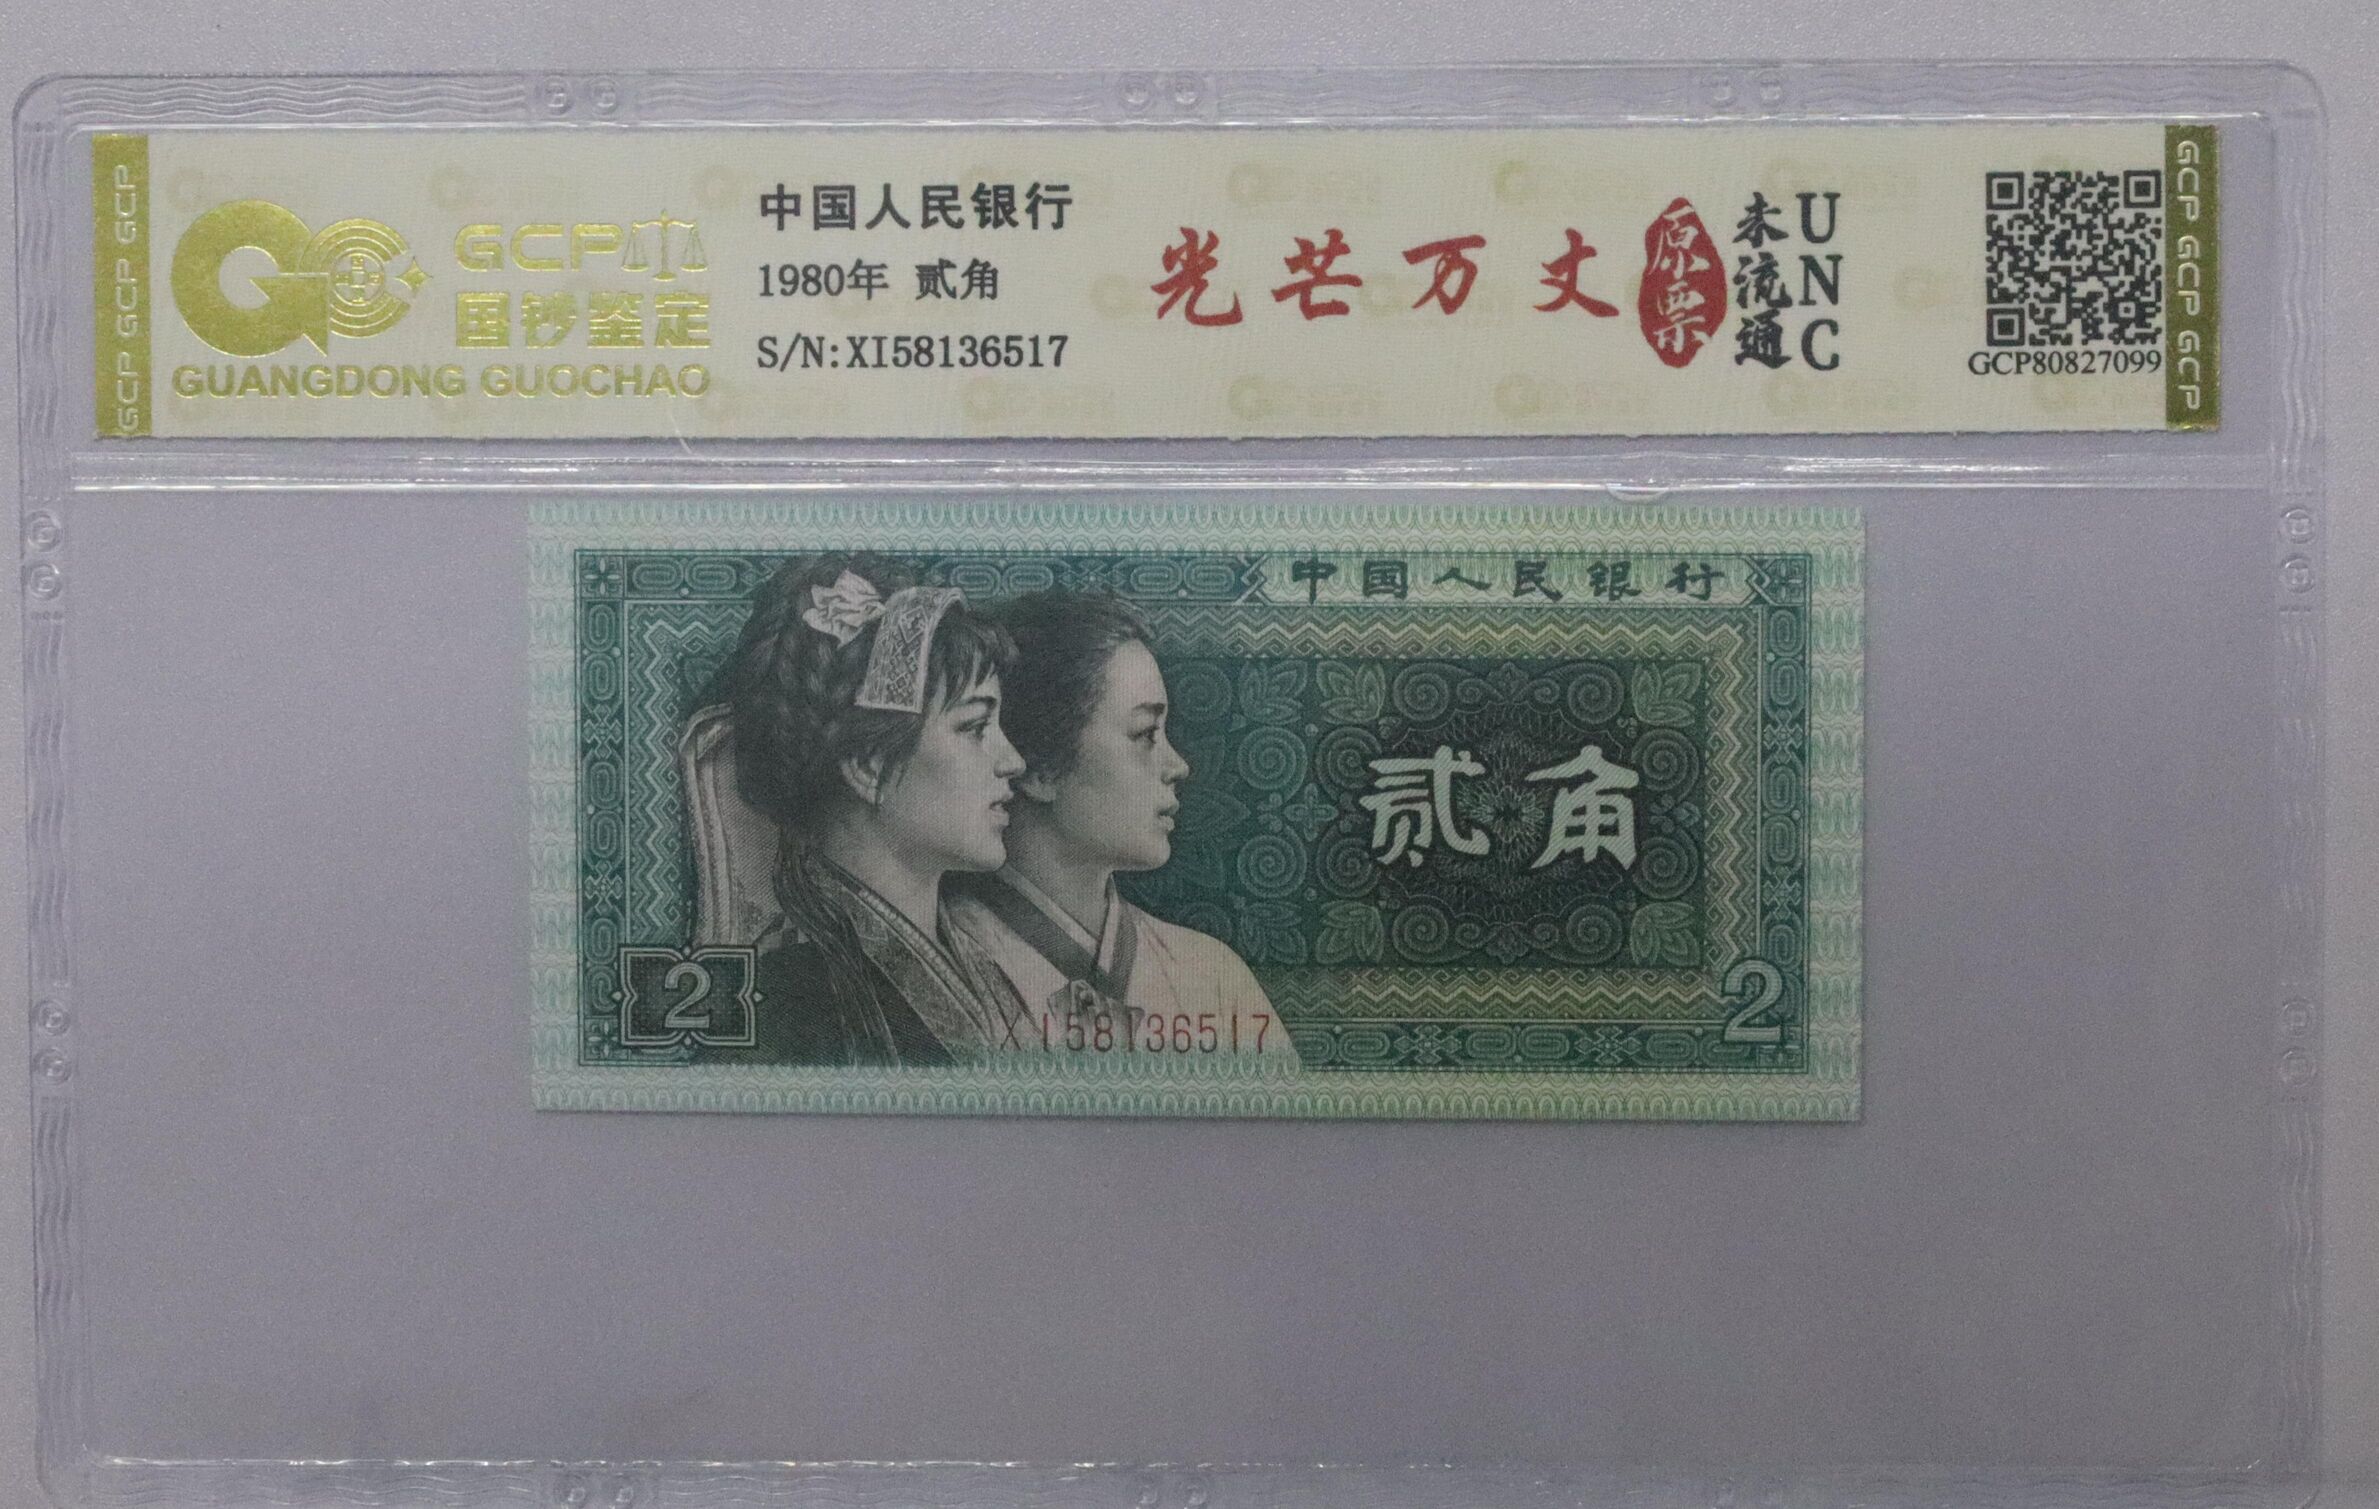 GCP GCP GCP
GCP
国钞鉴定
GUANGDONG GUOCHAO
中国人民银行
1980年 贰角
S/N:XI58136517
光芒万丈
原票
未流通
UNC
GCP80827099
GCP GCP GCP GCP
中国人民银行
贰角
2
XI58136517
2